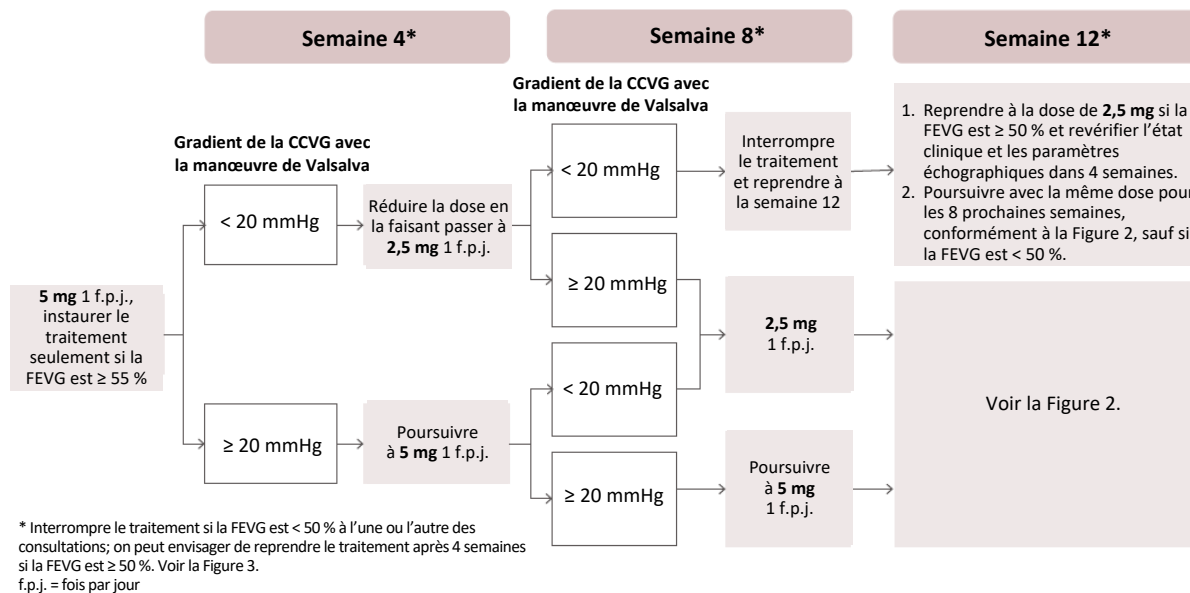 Semaine 4*
Semaine 8*
Semaine 12*
Gradient de la CCVG avec
la manœuvre de Valsalva
Gradient de la CCVG avec
la manœuvre de Valsalva
5 mg 1 f.p.j.,
instaurer le
traitement
seulement si la
FEVG est ≥ 55 %
< 20 mmHg
Réduire la dose en
la faisant passer à
2,5 mg 1 f.p.j.
≥ 20 mmHg
Poursuivre
à 5 mg 1 f.p.j.
< 20 mmHg
Interrompre
le traitement
et reprendre à
la semaine 12
≥ 20 mmHg
< 20 mmHg
2,5 mg
1 f.p.j.
≥ 20 mmHg
Poursuivre
à 5 mg
1 f.p.j.
1. Reprendre à la dose de 2,5 mg si la
FEVG est ≥ 50 % et revérifier l’état
clinique et les paramètres
échographiques dans 4 semaines.
2. Poursuivre avec la même dose pour
les 8 prochaines semaines,
conformément à la Figure 2, sauf si
la FEVG est < 50 %.
Voir la Figure 2.
* Interrompre le traitement si la FEVG est < 50 % à l’une ou l’autre des
consultations; on peut envisager de reprendre le traitement après 4 semaines
si la FEVG est ≥ 50 %. Voir la Figure 3.
f.p.j. = fois par jour